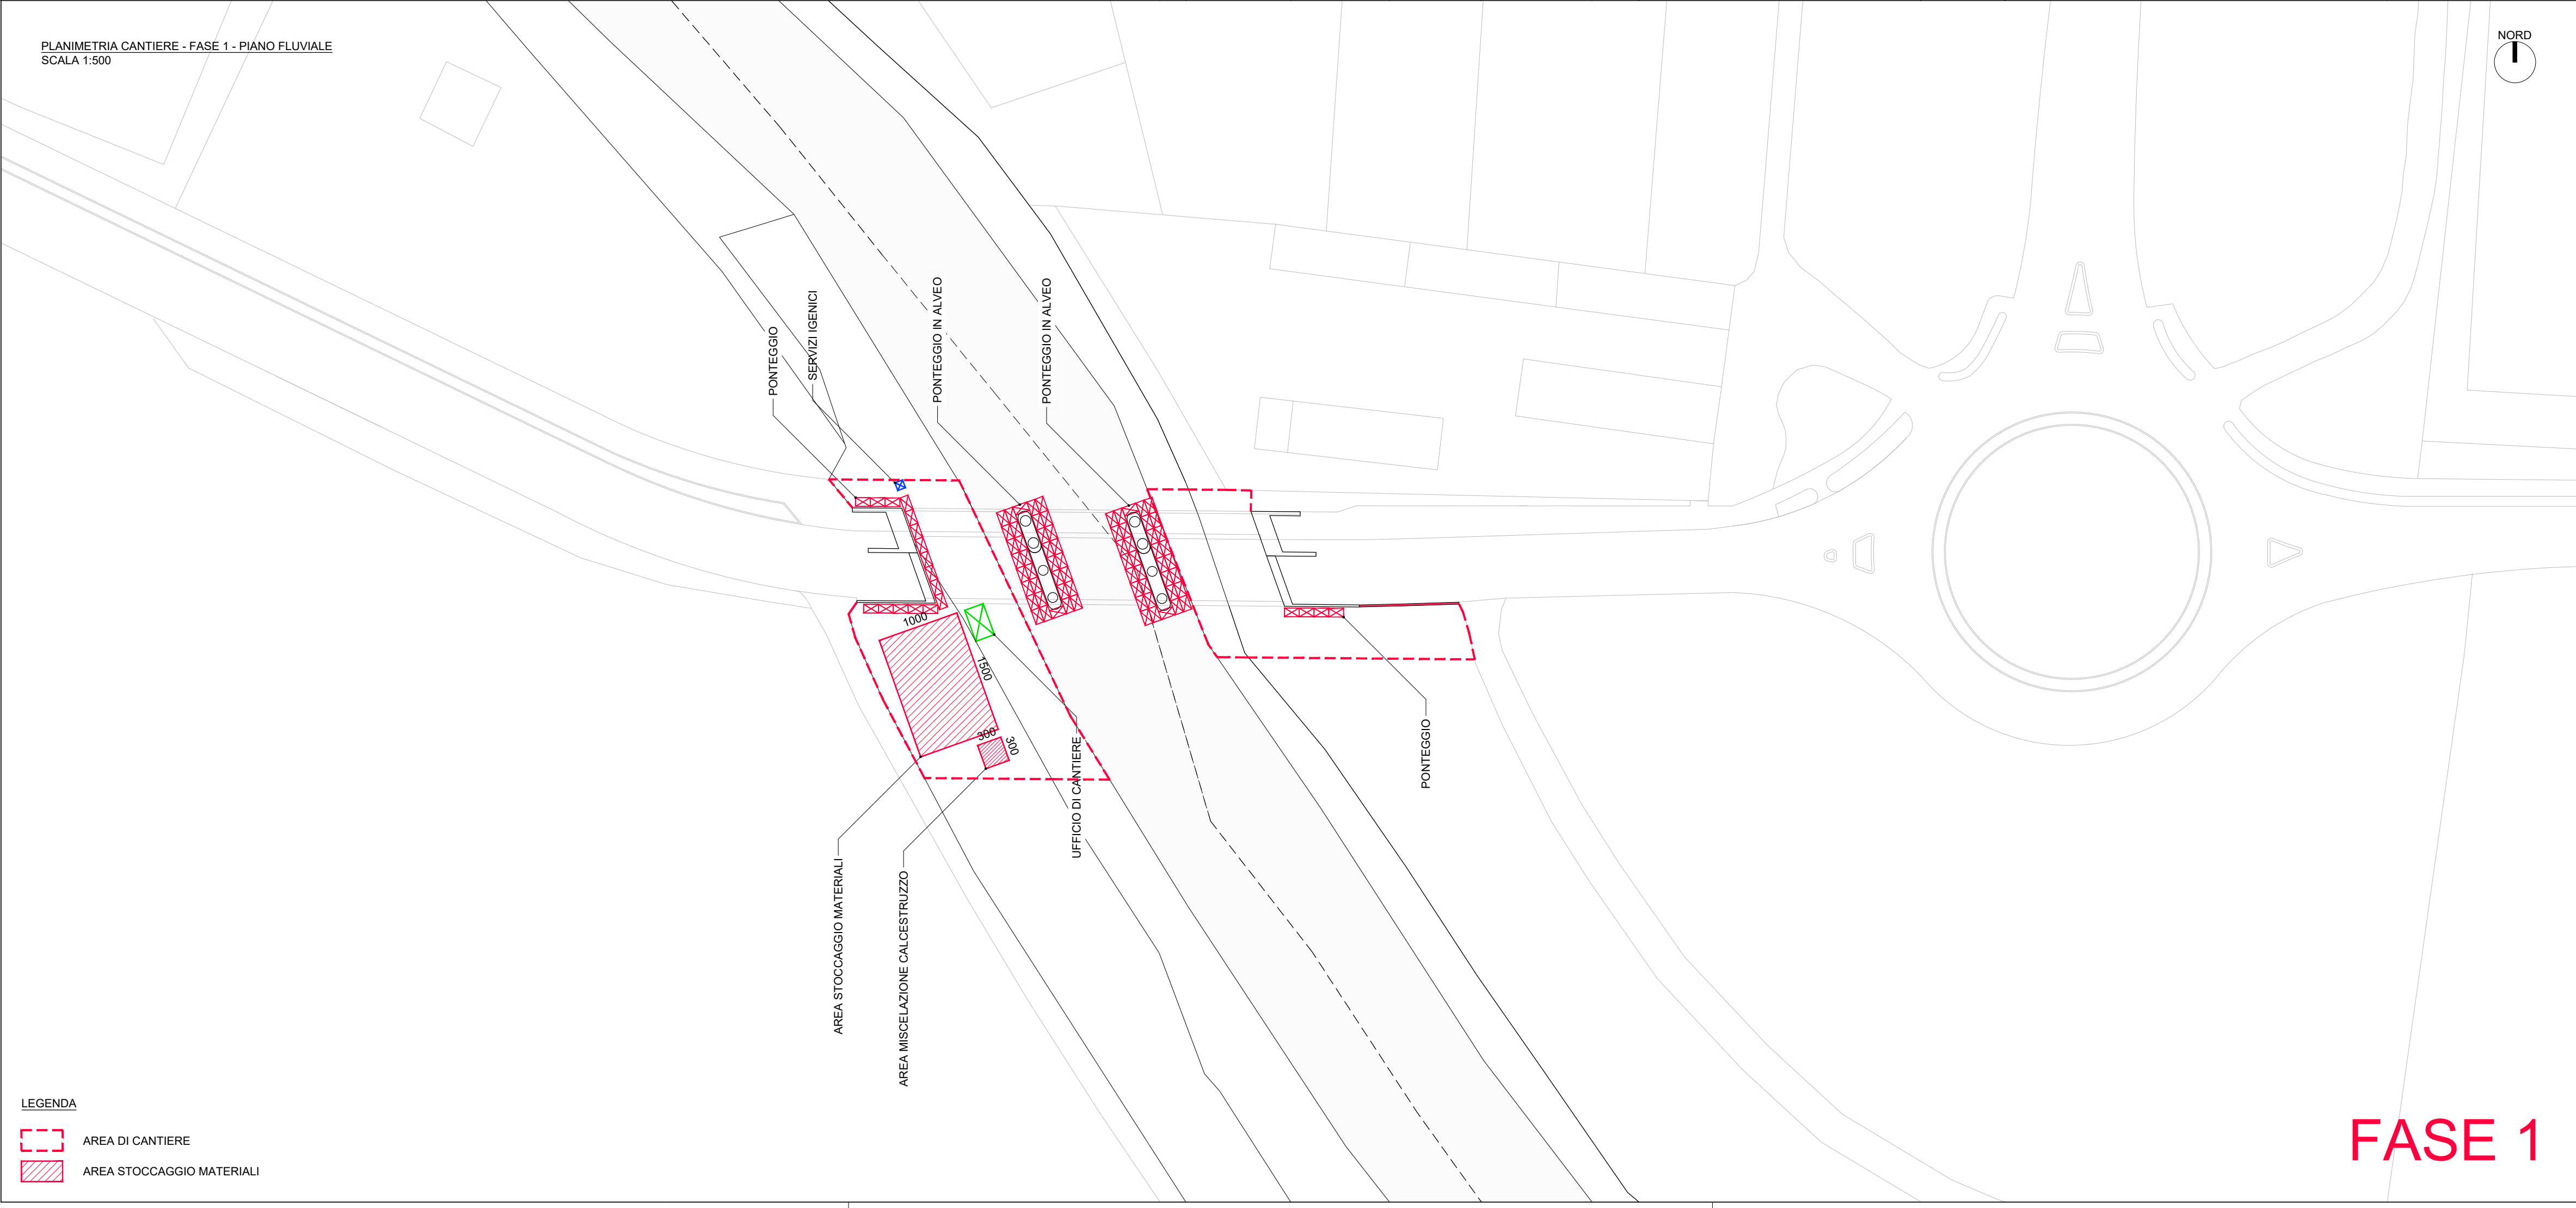 PLANIMETRIA CANTIERE - FASE 1 - PIANO FLUVIALE
SCALA 1:500
NORD
PONTEGGIO
SERVIZI IGENICI
PONTEGGIO IN ALVEO
PONTEGGIO IN ALVEO
1000
1500
300
300
UFFICIO DI CANTIERE
PONTEGGIO
AREA STOCCAGGIO MATERIALI
AREA MISCELAZIONE CALCESTRUZZO
LEGENDA
AREA DI CANTIERE
AREA STOCCAGGIO MATERIALI
FASE 1